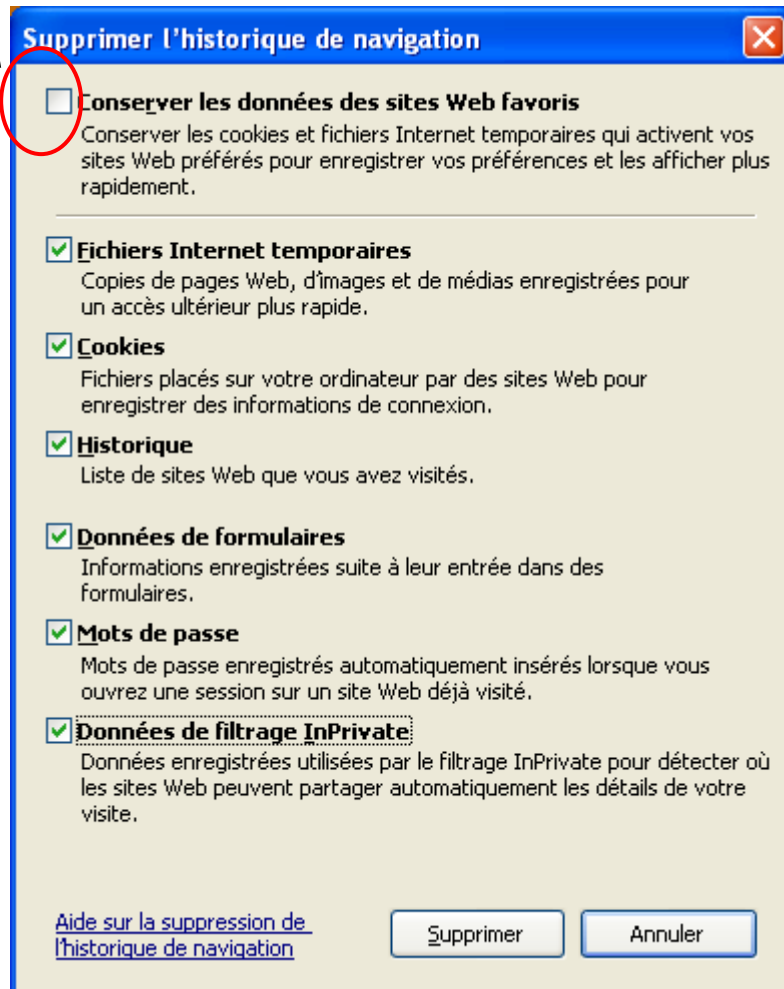 Supprimer l'historique de navigation
Conserver les données des sites Web favoris
Conserver les cookies et fichiers Internet temporaires qui activent vos
sites Web préférés pour enregistrer vos préférences et les afficher plus
rapidement.
Fichiers Internet temporaires
Copies de pages Web, d'images et de médias enregistrées pour
un accès ultérieur plus rapide.
Cookies
Fichiers placés sur votre ordinateur par des sites Web pour
enregistrer des informations de connexion.
Historique
Liste de sites Web que vous avez visités.
Données de formulaires
Informations enregistrées suite à leur entrée dans des
formulaires.
Mots de passe
Mots de passe enregistrés automatiquement insérés lorsque vous
ouvrez une session sur un site Web déjà visité.
Données de filtrage InPrivate
Données enregistrées utilisées par le filtrage InPrivate pour détecter où
les sites Web peuvent partager automatiquement les détails de votre
visite.
Aide sur la suppression de
l'historique de navigation
Supprimer
Annuler